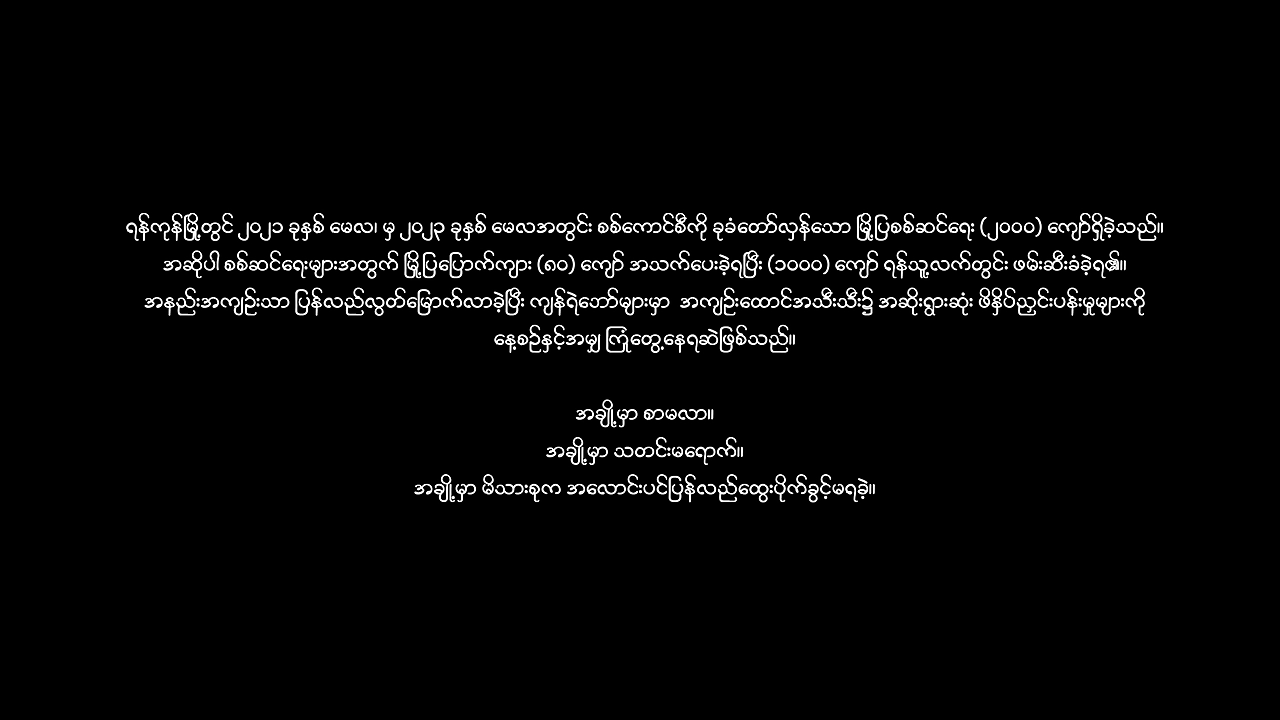 ရန်ကုန်မြို့တွင် ၂၀၂၁ ခုနှစ် မေလ၊ မှ ၂၀၂၃ ခုနှစ် မေလအတွင်း စစ်ကောင်စီကို ခုခံတော်လှန်သော မြို့ပြစစ်ဆင်ရေး (၂၀၀၀) ကျော်ရှိခဲ့သည်။
အဆိုပါ စစ်ဆင်ရေးများအတွက် မြို့ပြပြောက်ကျား (၈၀) ကျော် အသက်ပေးခဲ့ရပြီး (၁၀၀၀) ကျော် ရန်သူ့လက်တွင်း ဖမ်းဆီးခံခဲ့ရ၏။
အနည်းအကျဉ်းသာ ပြန်လည်လွတ်မြောက်လာခဲ့ပြီး ကျန်ရဲဘော်များမှာ အကျဉ်းထောင်အသီးသီး၌ အဆိုးရွားဆုံး ဖိနှိပ်ညှင်းပန်းမှုများကို
နေ့စဉ်နှင့်အမျှ ကြုံတွေ့နေရဆဲဖြစ်သည်။
အချို့မှာ စာမလာ။
အချို့မှာ သတင်းမရောက်။
အချို့မှာ မိသားစုက အလောင်းပင်ပြန်လည်ထွေးပိုက်ခွင့်မရခဲ့။